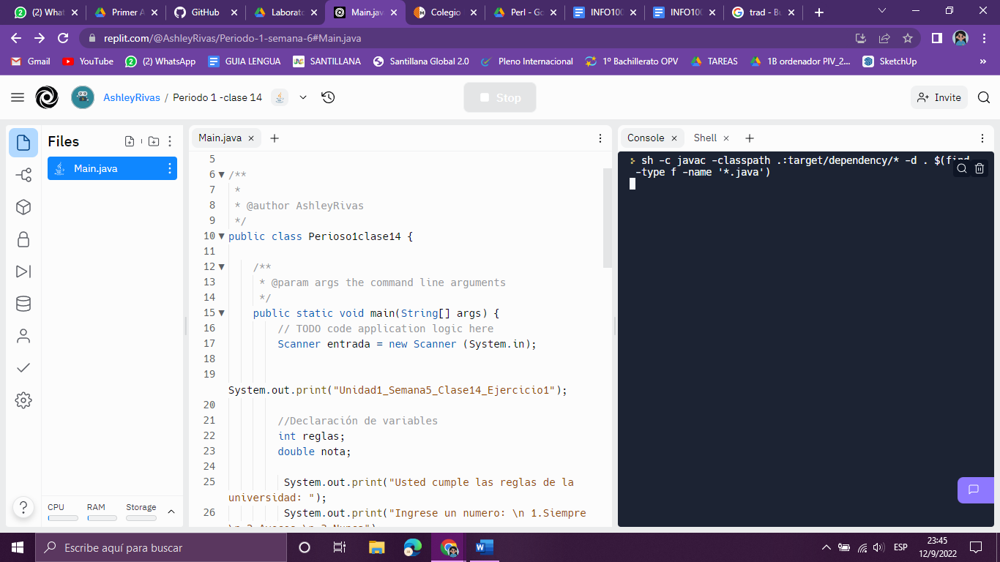 (2) What
Primer A
GitHub
Laborato
Main.java
Colegio
Perl - Go
INFO100
INFO100
trad - Bu
replit.com/@AshleyRivas/Periodo-1-semana-6#Main.java
Gmail
YouTube
(2) WhatsApp
GUIA LENGUA
SANTILLANA
Santillana Global 2.0
Pleno Internacional
1º Bachillerato OPV
TAREAS
1B ordenador PIV_2...
SketchUp
»
AshleyRivas / Periodo 1 -clase 14
Stop
Invite
Files
Main.java
CPU
RAM
Storage
?
Main.java
5
6 /**
7 *
8 * @author AshleyRivas
9 */
10 public class Perioso1clase14 {
11
12 /**
13 * @param args the command line arguments
14 */
15 public static void main(String[] args) {
16 // TODO code application logic here
17 Scanner entrada = new Scanner (System.in);
18
19
System.out.print("Unidad1_Semana5_Clase14_Ejercicio1");
20
21 //Declaración de variables
22 int reglas;
23 double nota;
24
25 System.out.print("Usted cumple las reglas de la
universidad: ");
26 System.out.print("Ingrese un numero: \n 1.Siempre
Console
Shell
sh -c javac -classpath .:target/dependency/* -d . $(find
-type f -name '*.java')
Escribe aquí para buscar
ESP
23:45
12/9/2022